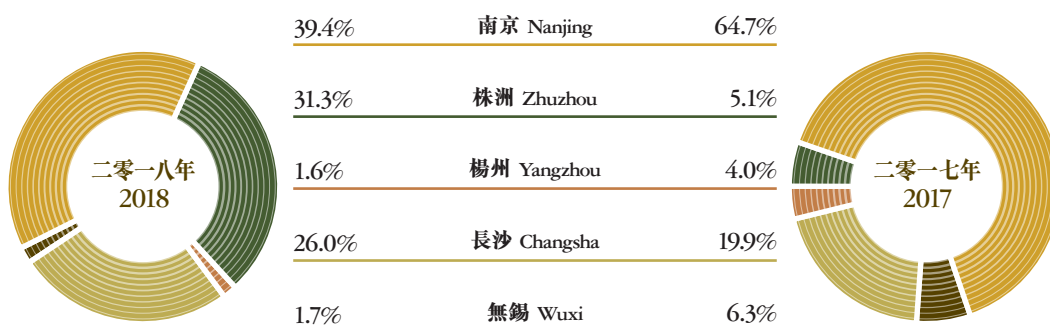 39.4% 南京 Nanjing 64.7%
31.3% 株洲 Zhuzhou 5.1%
二零一八年
2018
1.6% 楊州 Yangzhou 4.0%
二零一七年
2017
26.0% 長沙 Changsha 19.9%
1.7% 無錫 Wuxi 6.3%